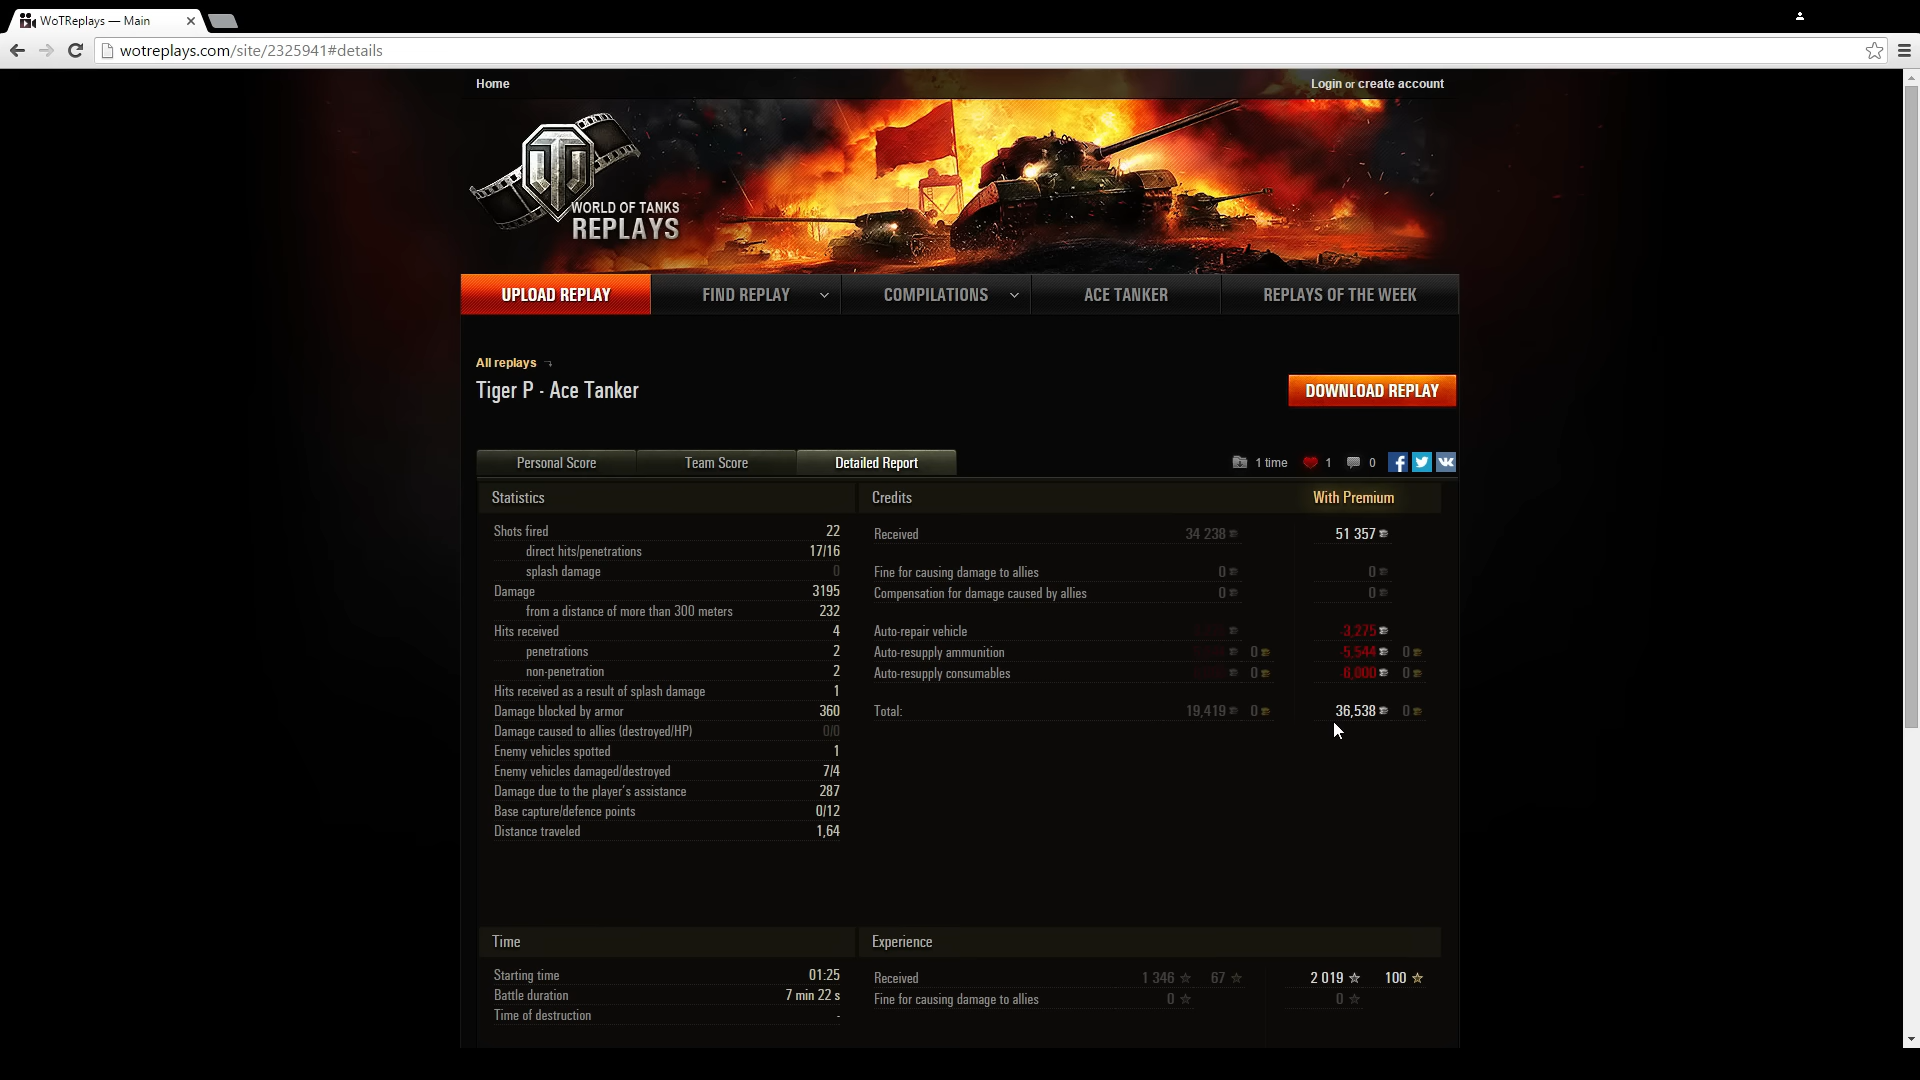 WoTReplays — Main
wotreplays.com/site/2325941#details
Home
Login or create account
WORLD OF TANKS
REPLAYS
UPLOAD REPLAY FIND REPLAY COMPILATIONS ACE TANKER REPLAYS OF THE WEEK
All replays
Tiger P - Ace Tanker
DOWNLOAD REPLAY
Personal Score Team Score Detailed Report 1 time 1 0
Statistics
Shots fired 22
direct hits/penetrations 17/16
splash damage 0
Damage 3195
from a distance of more than 300 meters 232
Hits received 4
penetrations 2
non-penetration 2
Hits received as a result of splash damage 1
Damage blocked by armor 360
Damage caused to allies (destroyed/HP) 0/0
Enemy vehicles spotted 1
Enemy vehicles damaged/destroyed 7/4
Damage due to the player's assistance 287
Base capture/defence points 0/12
Distance traveled 1,64
Credits With Premium
Received 34 238 51 357
Fine for causing damage to allies 0 0
Compensation for damage caused by allies 0 0
Auto-repair vehicle -3,275
Auto-resupply ammunition 0 -5,544 0
Auto-resupply consumables 0 -6,000 0
Total: 19,419 0 36,538 0
Time
Starting time 01:25
Battle duration 7 min 22 s
Time of destruction -
Experience
Received 1 346 67 2 019 100
Fine for causing damage to allies 0 0